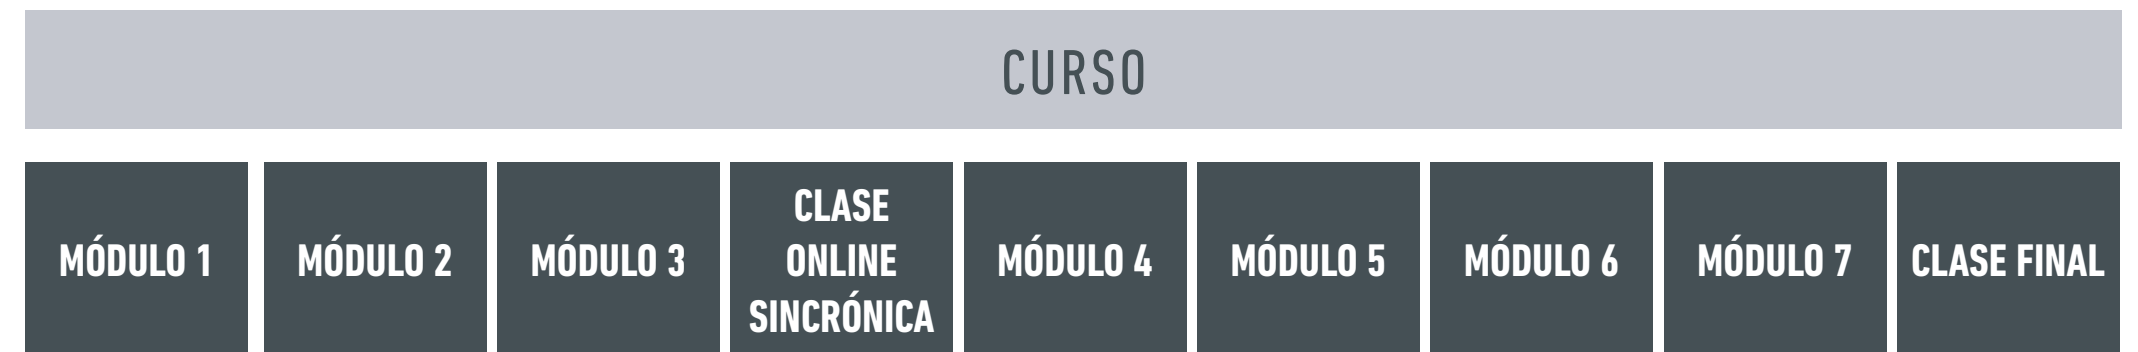 CURSO
MÓDULO 1
MÓDULO 2
MÓDULO 3
CLASE
ONLINE
SINCRÓNICA
MÓDULO 4
MÓDULO 5
MÓDULO 6
MÓDULO 7
CLASE FINAL